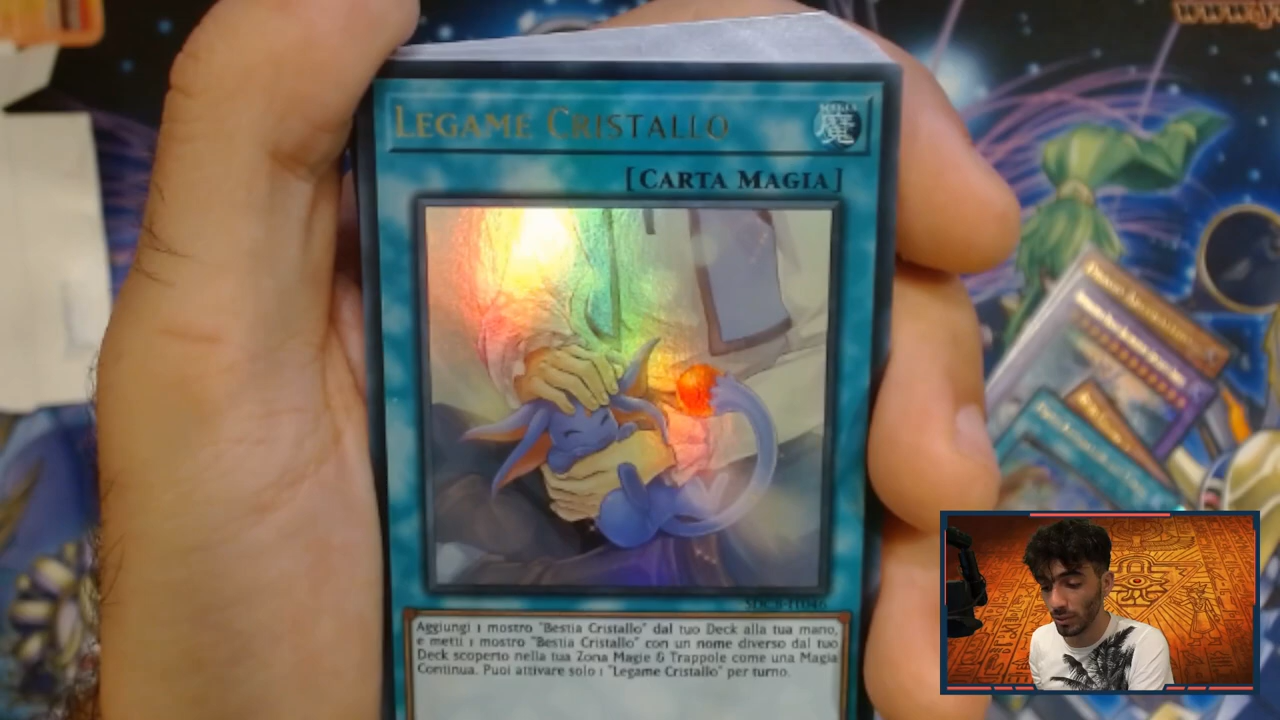 LEGAME CRISTALLO
魔
[CARTA MAGIA]
SDCB-IT046
Aggiungi 1 mostro "Bestia Cristallo" dal tuo Deck alla tua mano,
e metti 1 mostro "Bestia Cristallo" con un nome diverso dal tuo
Deck scoperto nella tua Zona Magie & Trappole come una Magia
Continua. Puoi attivare solo 1 "Legame Cristallo" per turno.